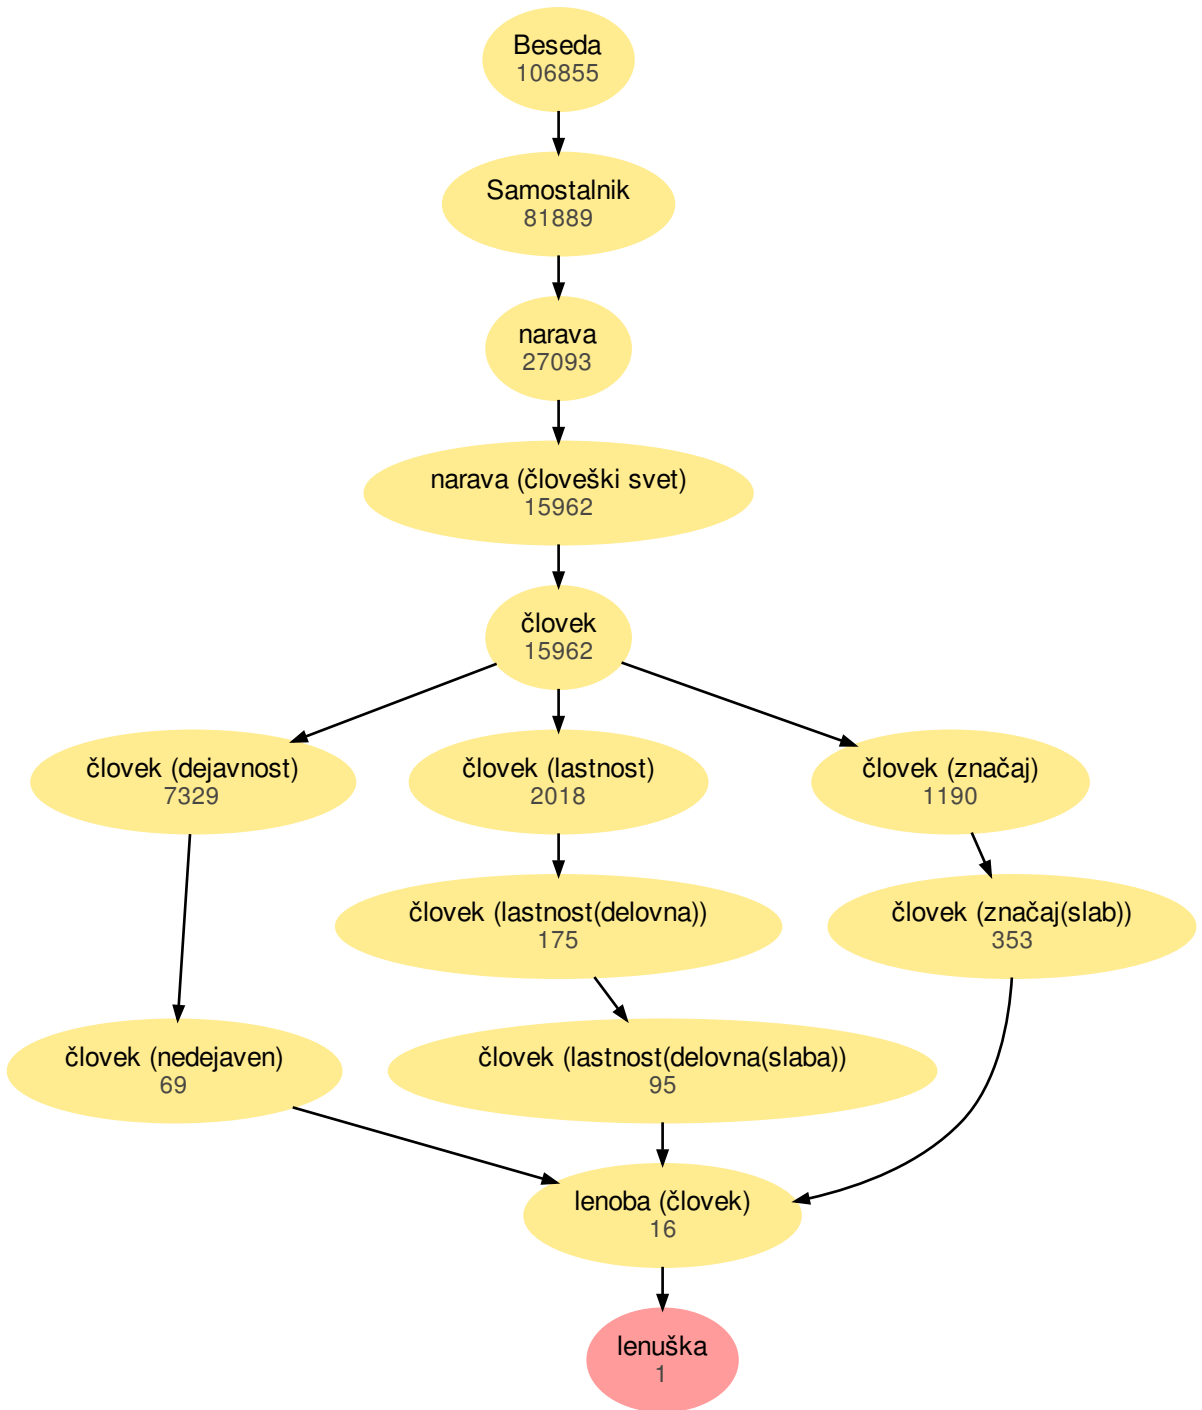 Beseda
106855
Samostalnik
81889
narava
27093
narava (človeški svet)
15962
človek
15962
človek (dejavnost)
7329
človek (lastnost)
2018
človek (značaj)
1190
človek (lastnost(delovna))
175
človek (značaj(slab))
353
človek (nedejaven)
69
človek (lastnost(delovna(slaba))
95
lenoba (človek)
16
lenuška
1